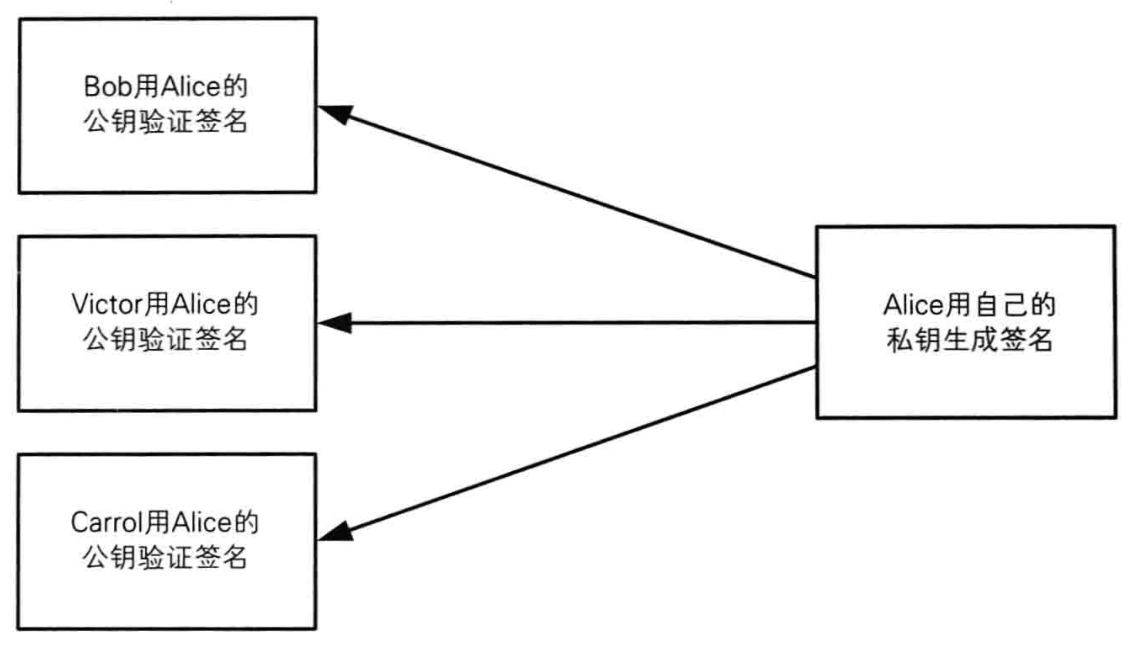 Bob用Alice的
公钥验证签名
Victor用Alice的
公钥验证签名
Carrol用Alice的
公钥验证签名
Alice用自己的
私钥生成签名